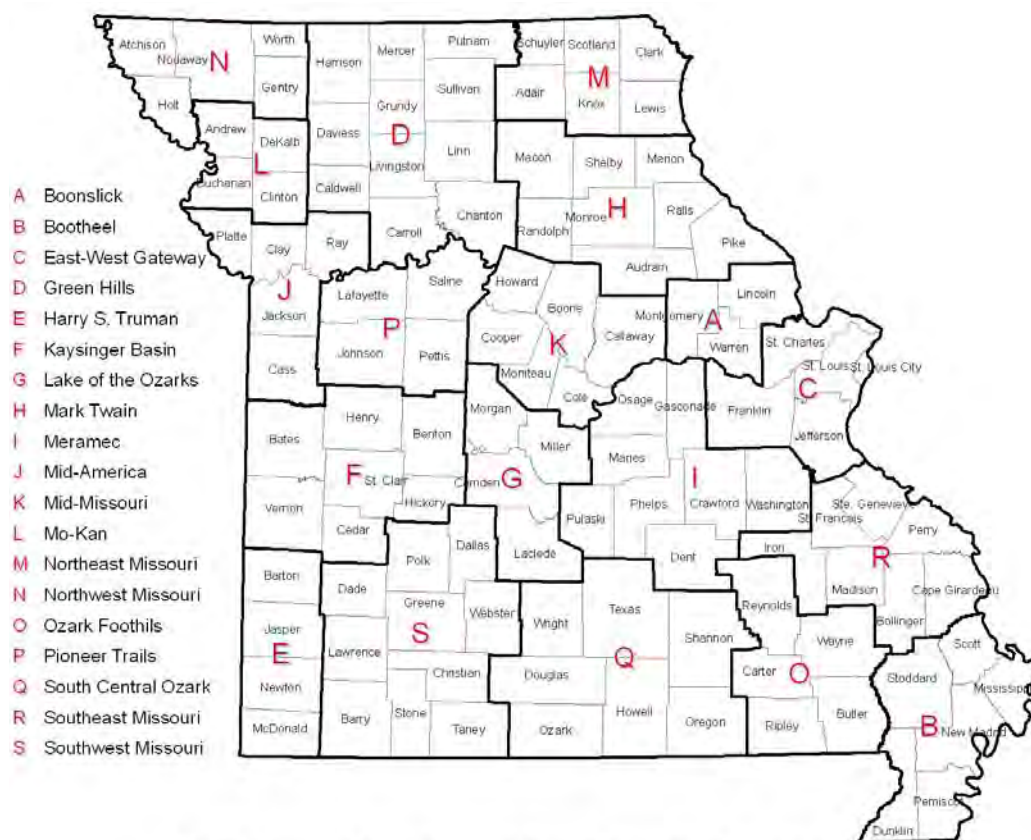 A Boonslick
B Bootheel
C East-West Gateway
D Green Hills
E Harry S. Truman
F Kaysinger Basin
G Lake of the Ozarks
H Mark Twain
I Meramec
J Mid-America
K Mid-Missouri
L Mo-Kan
M Northeast Missouri
N Northwest Missouri
O Ozark Foothils
P Pioneer Trails
Q South Central Ozark
R Southeast Missouri
S Southwest Missouri
Atchison
Nodaway
N
Worth
Gentry
Holt
Harrison
Mercer
Putnam
Sullivan
Grundy
D
Daviess
Livingston
Linn
Caldwell
Carroll
Chariton
Schuyler
Scotland
Clark
M
Adair
Knox
Lewis
Andrew
DeKalb
L
Buchanan
Clinton
Macon
Shelby
Marion
H
Monroe
Ralls
Randolph
Pike
Audrain
Platte
Clay
Ray
J
Jackson
Cass
Lafayette
Saline
P
Johnson
Pettis
Howard
Boone
Cooper
K
Callaway
Moniteau
Cole
Montgomery
Lincoln
A
Warren
St. Charles
St. Louis
St. Louis City
C
Franklin
Jefferson
Bates
Henry
Benton
F
St. Clair
Vernon
Hickory
Cedar
Morgan
Miller
Camden
G
Laclede
Osage
Gasconade
Maries
I
Phelps
Crawford
Washington
Pulaski
Dent
Ste. Genevieve
St. Francois
Perry
Iron
R
Madison
Cape Girardeau
Bollinger
Barton
Jasper
E
Newton
McDonald
Polk
Dallas
Dade
Greene
Webster
S
Lawrence
Christian
Barry
Stone
Taney
Wright
Texas
Shannon
Q
Douglas
Howell
Ozark
Oregon
Reynolds
Wayne
Carter
O
Ripley
Butler
Scott
Stoddard
Mississippi
B
New Madrid
Pemiscot
Dunklin